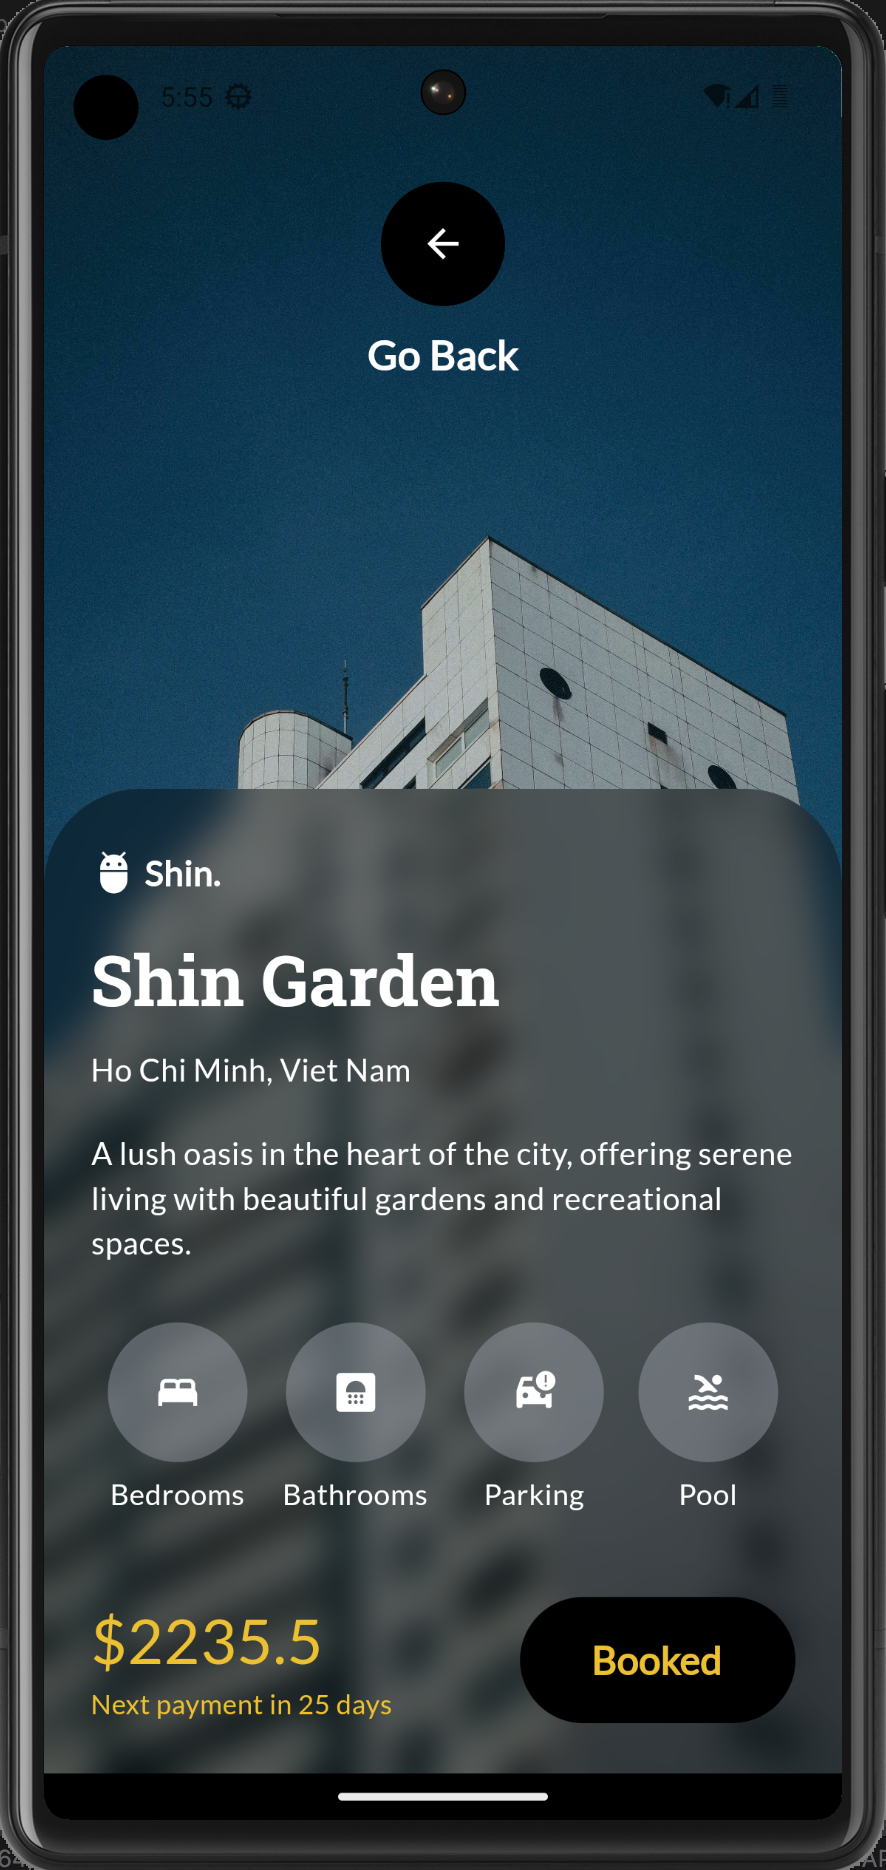 5:55
Go Back
Shin.
Shin Garden
Ho Chi Minh, Viet Nam
A lush oasis in the heart of the city, offering serene
living with beautiful gardens and recreational
spaces.
Bedrooms Bathrooms Parking Pool
$2235.5
Booked
Next payment in 25 days